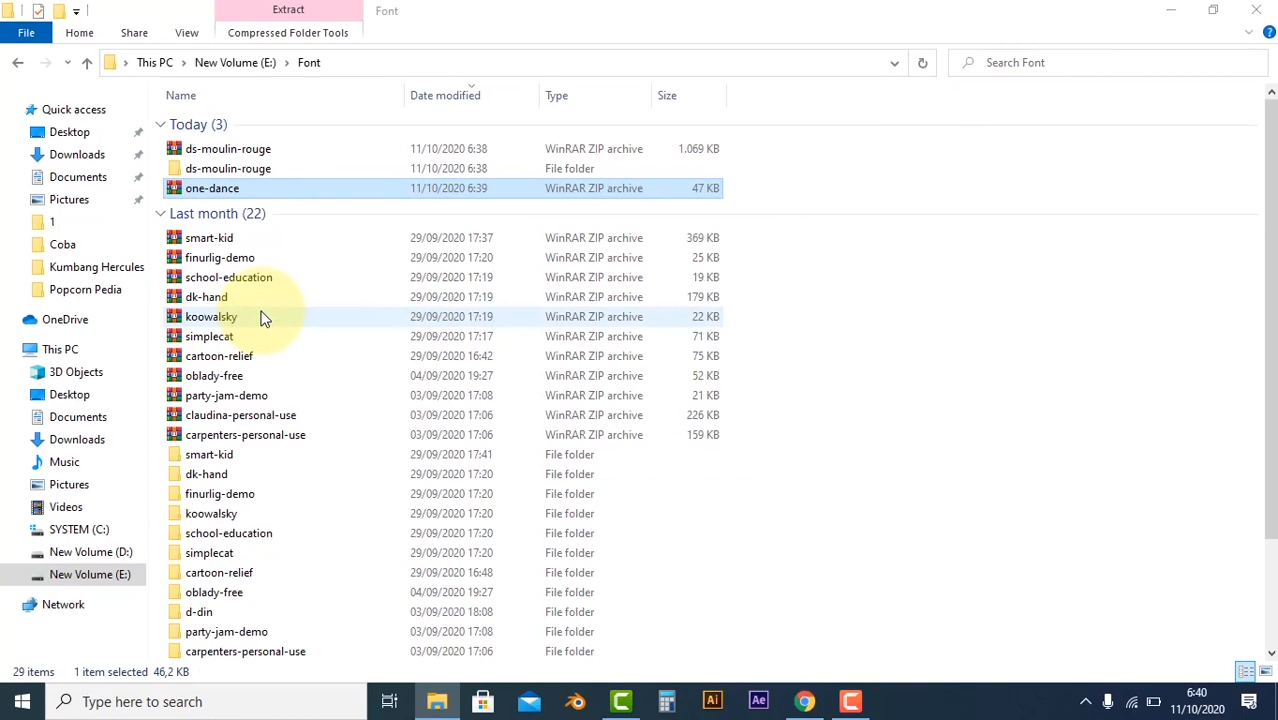 Extract
Font
File
Home
Share
View
Compressed Folder Tools
This PC
New Volume (E:)
Font
Search Font
Name
Date modified
Type
Size
Quick access
Desktop
Downloads
Documents
Pictures
1
Coba
Kumbang Hercules
Popcorn Pedia
OneDrive
This PC
3D Objects
Desktop
Documents
Downloads
Music
Pictures
Videos
SYSTEM (C:)
New Volume (D:)
New Volume (E:)
Network
Today (3)
ds-moulin-rouge 11/10/2020 6:38 WinRAR ZIP archive 1.069 KB
ds-moulin-rouge 11/10/2020 6:38 File folder
one-dance 11/10/2020 6:39 WinRAR ZIP archive 47 KB
Last month (22)
smart-kid 29/09/2020 17:37 WinRAR ZIP archive 369 KB
finurlig-demo 29/09/2020 17:20 WinRAR ZIP archive 25 KB
school-education 29/09/2020 17:19 WinRAR ZIP archive 19 KB
dk-hand 29/09/2020 17:19 WinRAR ZIP archive 179 KB
koowalsky 29/09/2020 17:19 WinRAR ZIP archive 22 KB
simplecat 29/09/2020 17:17 WinRAR ZIP archive 71 KB
cartoon-relief 29/09/2020 16:42 WinRAR ZIP archive 75 KB
oblady-free 04/09/2020 19:27 WinRAR ZIP archive 52 KB
party-jam-demo 03/09/2020 17:08 WinRAR ZIP archive 21 KB
claudina-personal-use 03/09/2020 17:06 WinRAR ZIP archive 226 KB
carpenters-personal-use 03/09/2020 17:06 WinRAR ZIP archive 159 KB
smart-kid 29/09/2020 17:41 File folder
dk-hand 29/09/2020 17:20 File folder
finurlig-demo 29/09/2020 17:20 File folder
koowalsky 29/09/2020 17:20 File folder
school-education 29/09/2020 17:20 File folder
simplecat 29/09/2020 17:20 File folder
cartoon-relief 29/09/2020 16:48 File folder
oblady-free 04/09/2020 19:27 File folder
d-din 03/09/2020 18:08 File folder
party-jam-demo 03/09/2020 17:08 File folder
carpenters-personal-use 03/09/2020 17:06 File folder
29 items 1 item selected 46,2 KB
Type here to search
Ai
Ae
6:40
11/10/2020